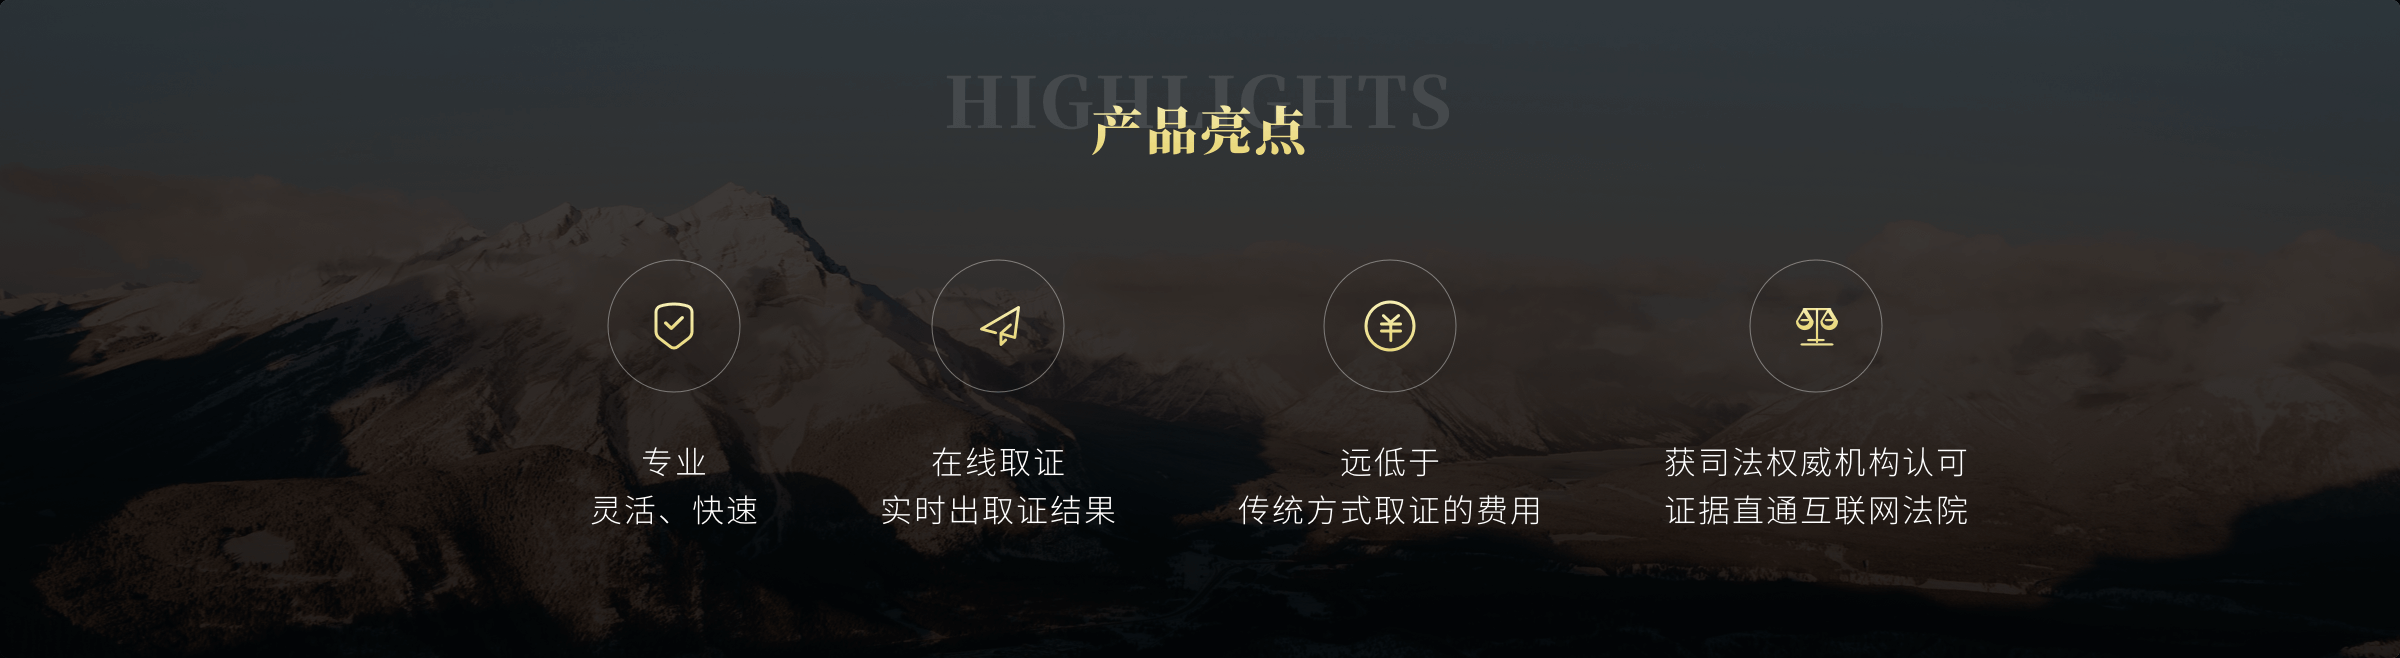 HIGHLIGHTS
产品亮点
专业
灵活、快速
在线取证
实时出取证结果
远低于
传统方式取证的费用
获司法权威机构认可
证据直通互联网法院